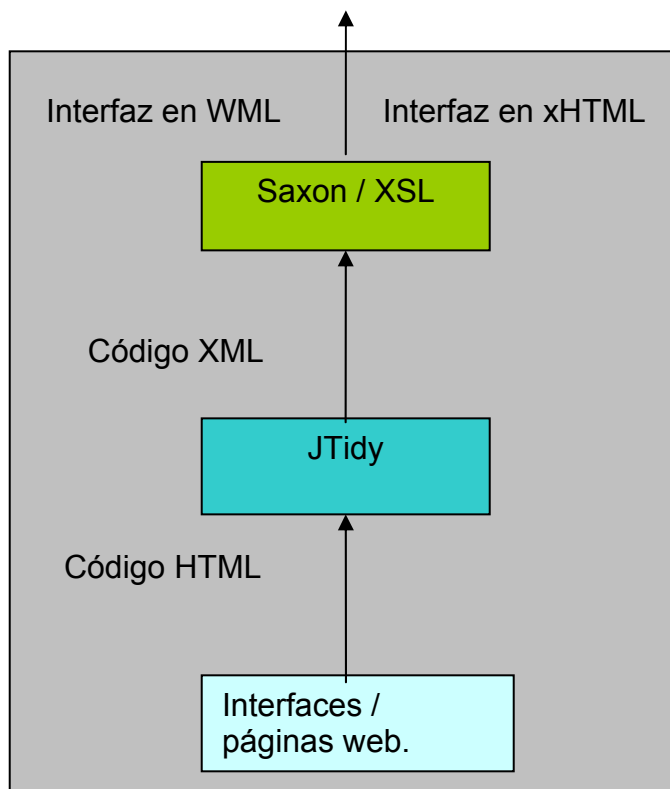 Interfaz en WML
Interfaz en xHTML
Saxon / XSL
Código XML
JTidy
Código HTML
Interfaces /
páginas web.